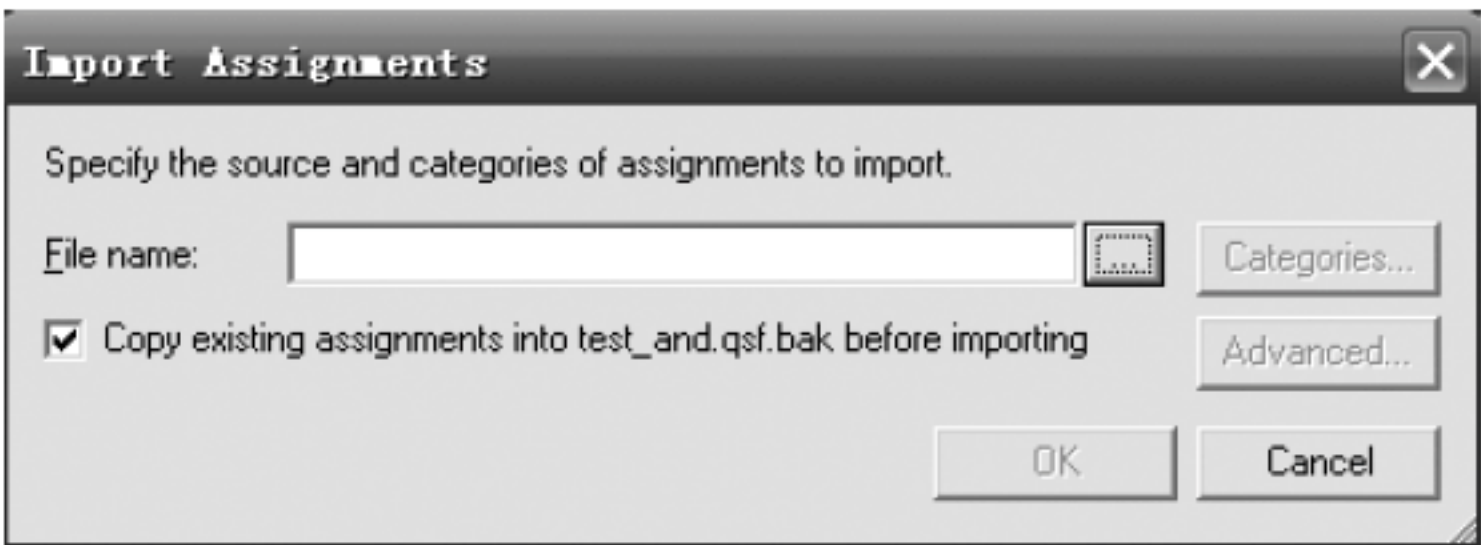 Import Assignments
Specify the source and categories of assignments to import.
File name:
...
Categories...
Copy existing assignments into test_and.qsf.bak before importing
Advanced...
OK
Cancel